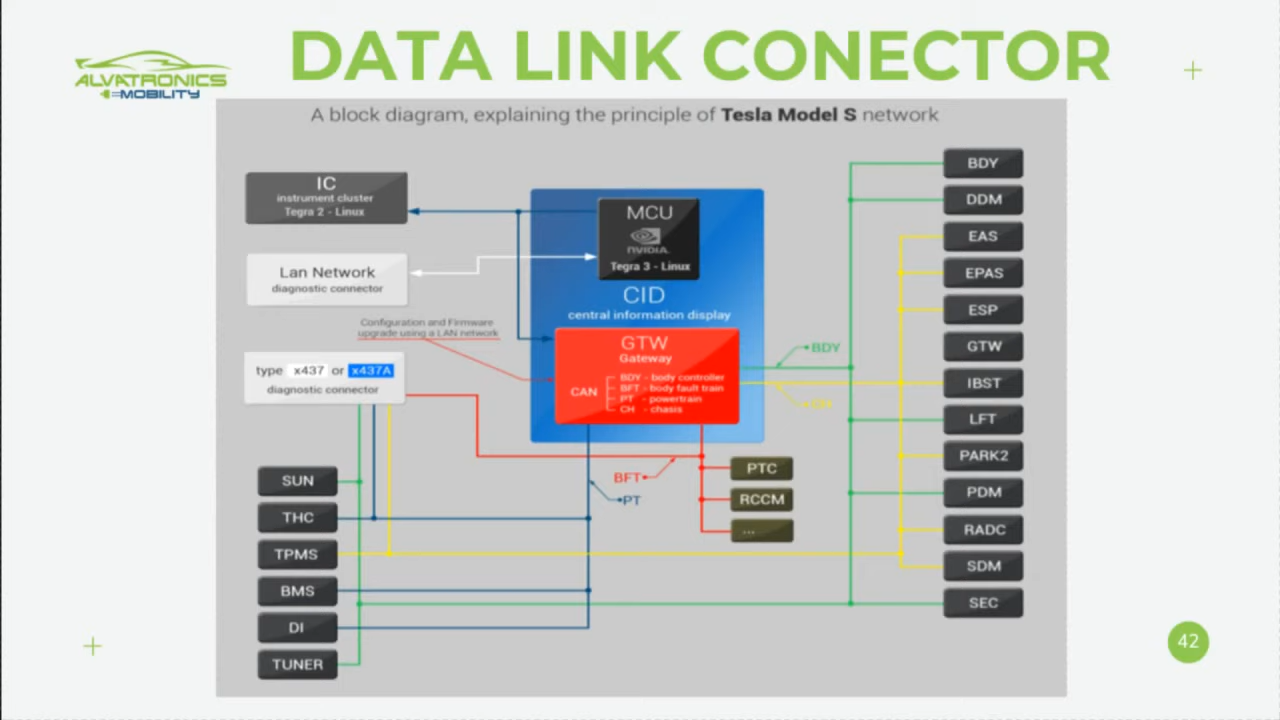 DATA LINK CONECTOR
ALVATRONICS
MOBILITY
A block diagram, explaining the principle of Tesla Model S network
IC
instrument cluster
Tegra 2 - Linux
Lan Network
diagnostic connector
Configuration and Firmware
upgrade using a LAN network
type x437 or x437A
diagnostic connector
SUN
THC
TPMS
BMS
DI
TUNER
MCU
NVIDIA.
Tegra 3 - Linux
CID
central information display
GTW
Gateway
CAN
BDY - body controller
BFT - body fault train
PT - powertrain
CH - chasis
BDY
CH
BFT
PT
PTC
RCCM
...
BDY
DDM
EAS
EPAS
ESP
GTW
IBST
LFT
PARK2
PDM
RADC
SDM
SEC
42